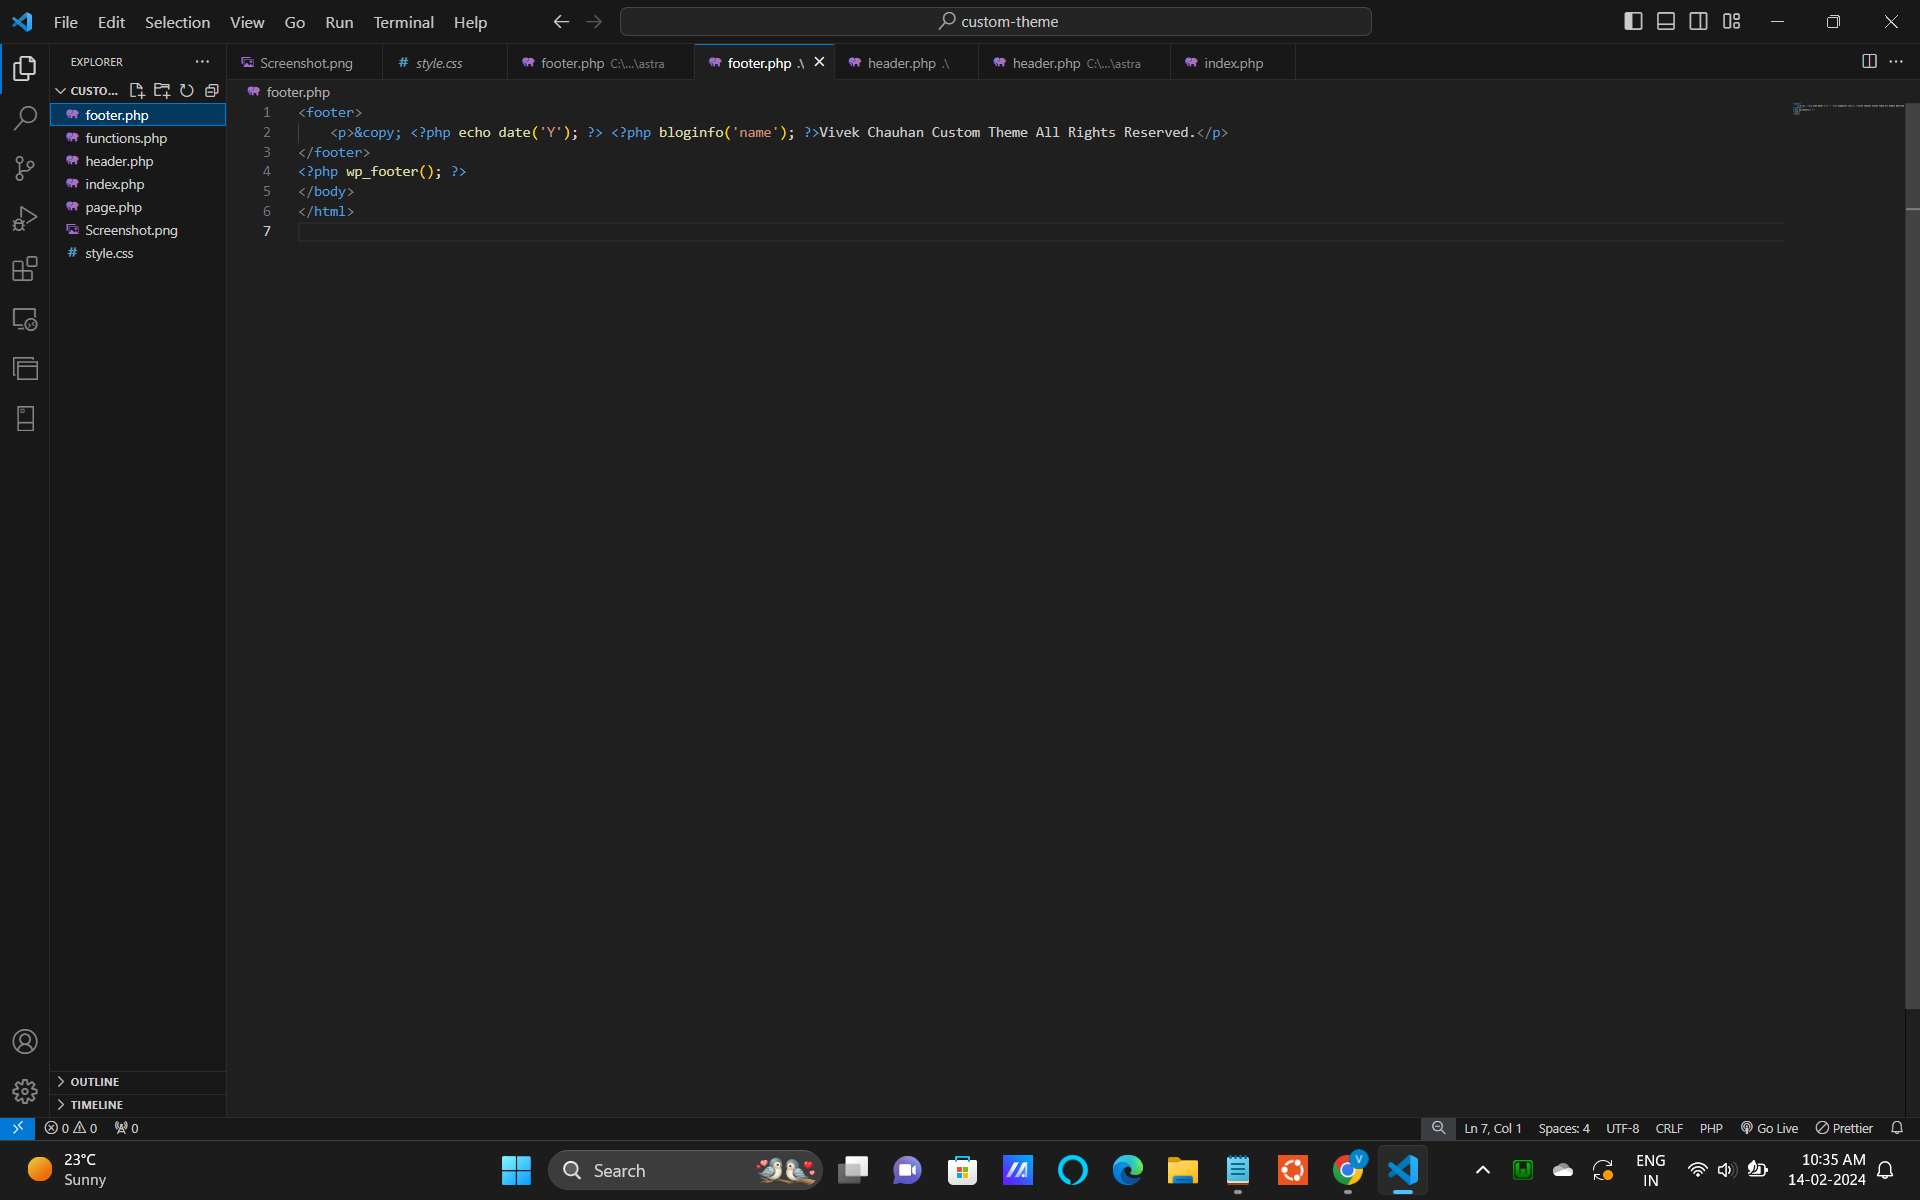 File Edit Selection View Go Run Terminal Help
custom-theme
EXPLORER
Screenshot.png
style.css
footer.php C:\...\astra
footer.php .\
header.php .\
header.php C:\...\astra
index.php
CUSTO...
footer.php
functions.php
header.php
index.php
page.php
Screenshot.png
style.css
footer.php
1 <footer>
2 <p>&copy; <?php echo date('Y'); ?> <?php bloginfo('name'); ?>Vivek Chauhan Custom Theme All Rights Reserved.</p>
3 </footer>
4 <?php wp_footer(); ?>
5 </body>
6 </html>
7
OUTLINE
TIMELINE
0 0 0
Ln 7, Col 1 Spaces: 4 UTF-8 CRLF PHP Go Live Prettier
23°C
Sunny
Search
V
ENG
IN
10:35 AM
14-02-2024